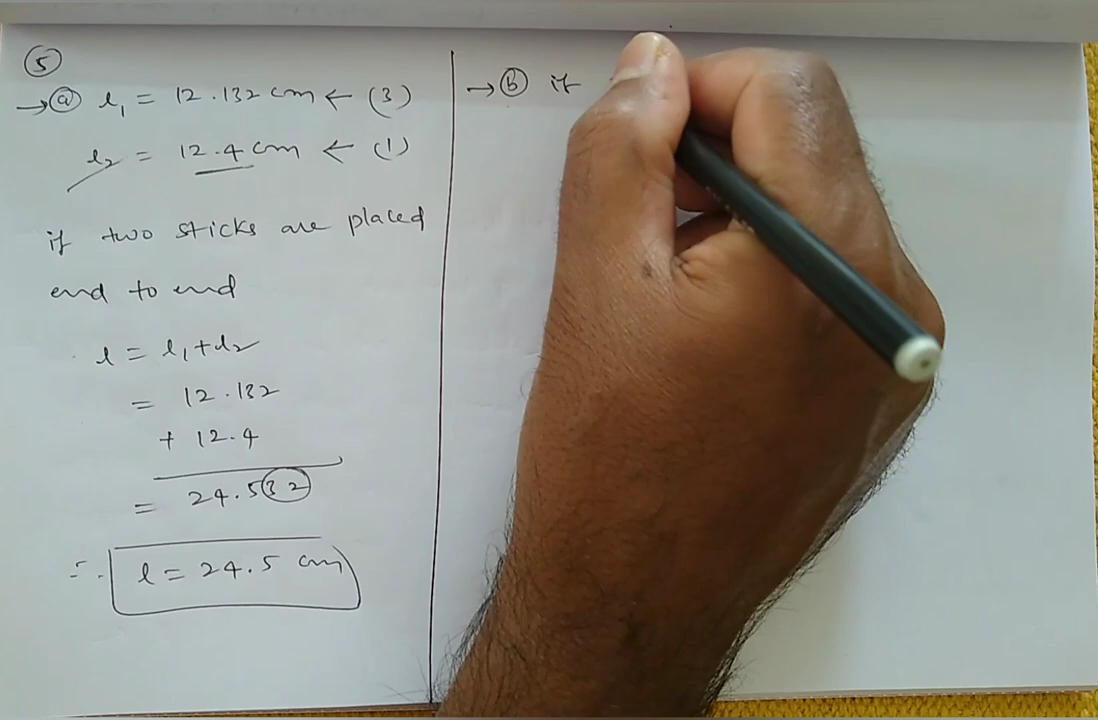 5
→ (a) l₁ = 12.132 cm ← (3)
l₂ = 12.4 cm ← (1)
if two sticks are placed
end to end
l = l₁+l₂
= 12.132
+ 12.4
= 24.532
∴ l = 24.5 cm
→ (b) if